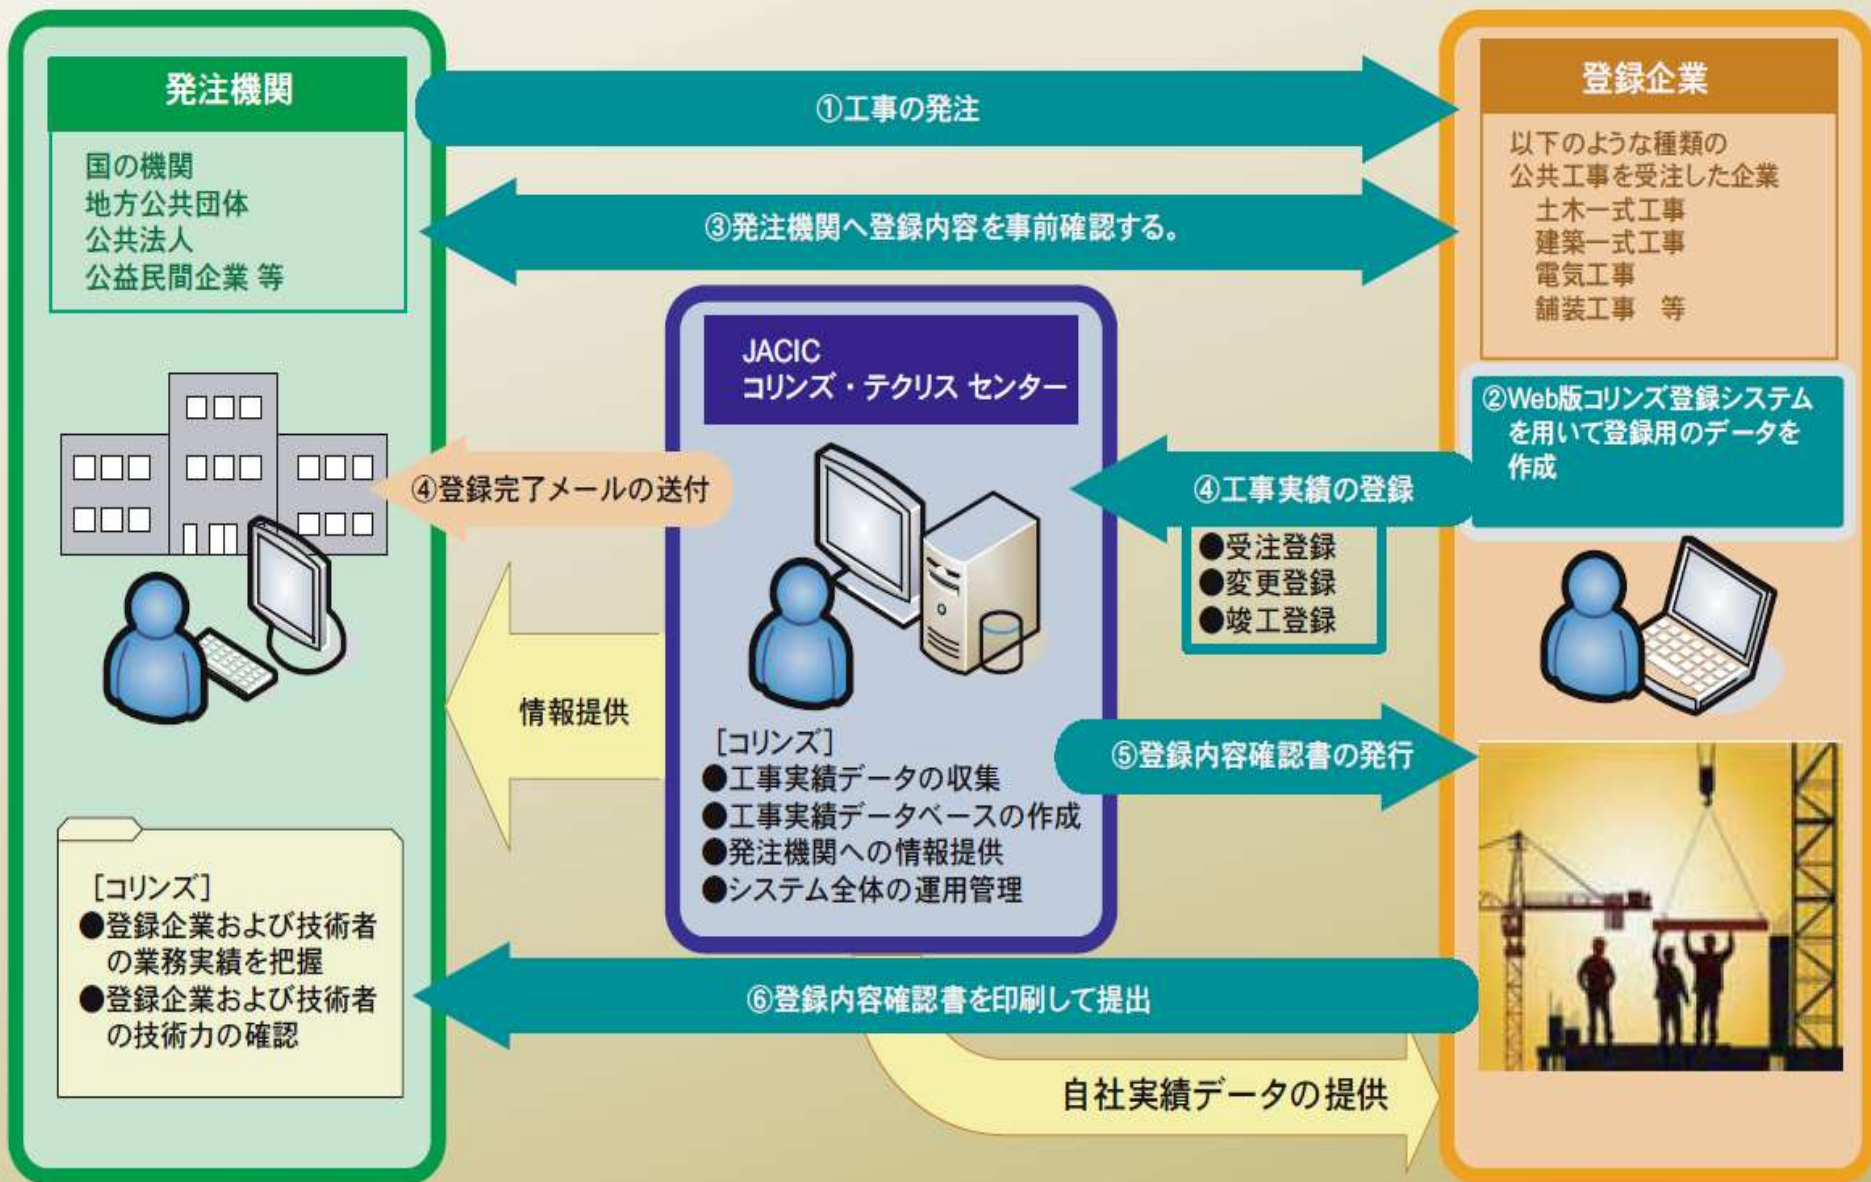 発注機関
国の機関
地方公共団体
公共法人
公益民間企業 等
①工事の発注
③発注機関へ登録内容を事前確認する。
登録企業
以下のような種類の
公共工事を受注した企業
土木一式工事
建築一式工事
電気工事
舗装工事　等
JACIC
コリンズ・テクリス センター
②Web版コリンズ登録システム
を用いて登録用のデータを
作成
④登録完了メールの送付
④工事実績の登録
●受注登録
●変更登録
●竣工登録
情報提供
［コリンズ］
●工事実績データの収集
●工事実績データベースの作成
●発注機関への情報提供
●システム全体の運用管理
⑤登録内容確認書の発行
［コリンズ］
●登録企業および技術者
の業務実績を把握
●登録企業および技術者
の技術力の確認
⑥登録内容確認書を印刷して提出
自社実績データの提供